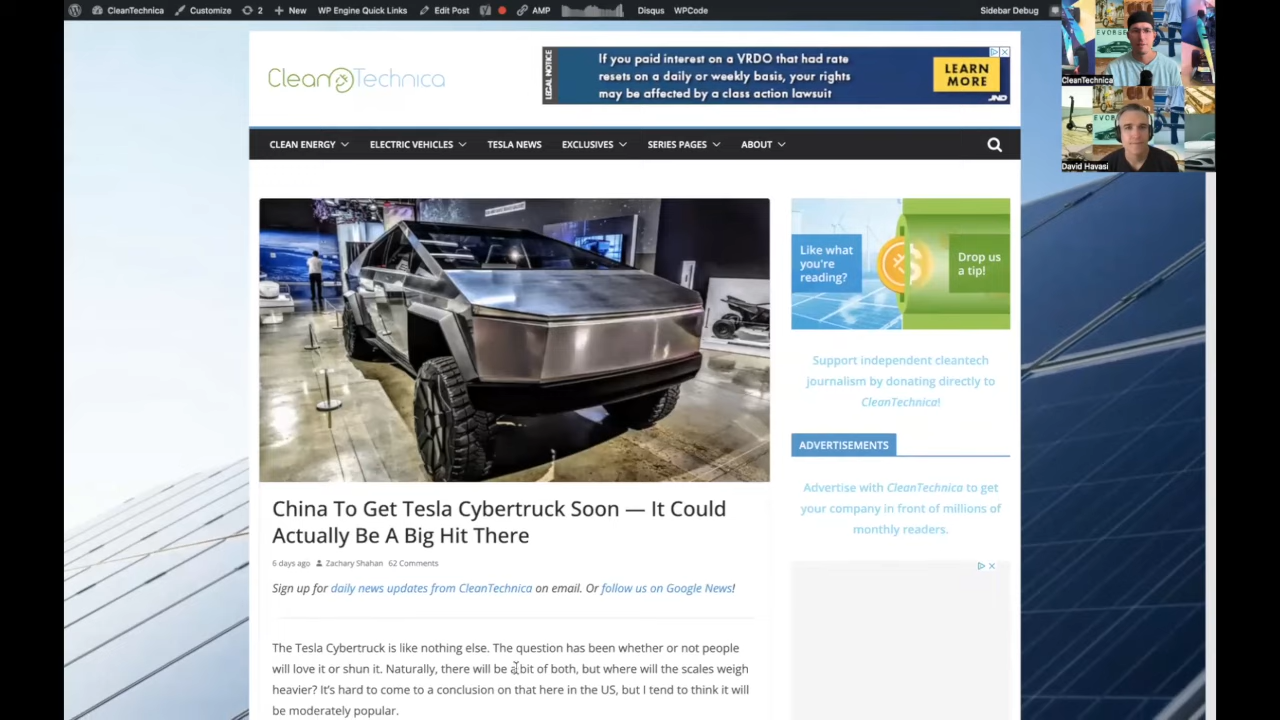 CleanTechnica
Customize
2
New
WP Engine Quick Links
Edit Post
AMP
Disqus
WPCode
Sidebar Debug
CleanTechnica
David Havasi
CleanTechnica
LEGAL NOTICE
If you paid interest on a VRDO that had rate
resets on a daily or weekly basis, your rights
may be affected by a class action lawsuit
LEARN
MORE
JND
CLEAN ENERGY
ELECTRIC VEHICLES
TESLA NEWS
EXCLUSIVES
SERIES PAGES
ABOUT
Like what
you're
reading?
Drop us
a tip!
Support independent cleantech
journalism by donating directly to
CleanTechnica!
ADVERTISEMENTS
Advertise with CleanTechnica to get
your company in front of millions of
monthly readers.
China To Get Tesla Cybertruck Soon — It Could
Actually Be A Big Hit There
6 days ago Zachary Shahan 62 Comments
Sign up for daily news updates from CleanTechnica on email. Or follow us on Google News!
The Tesla Cybertruck is like nothing else. The question has been whether or not people
will love it or shun it. Naturally, there will be a bit of both, but where will the scales weigh
heavier? It's hard to come to a conclusion on that here in the US, but I tend to think it will
be moderately popular.